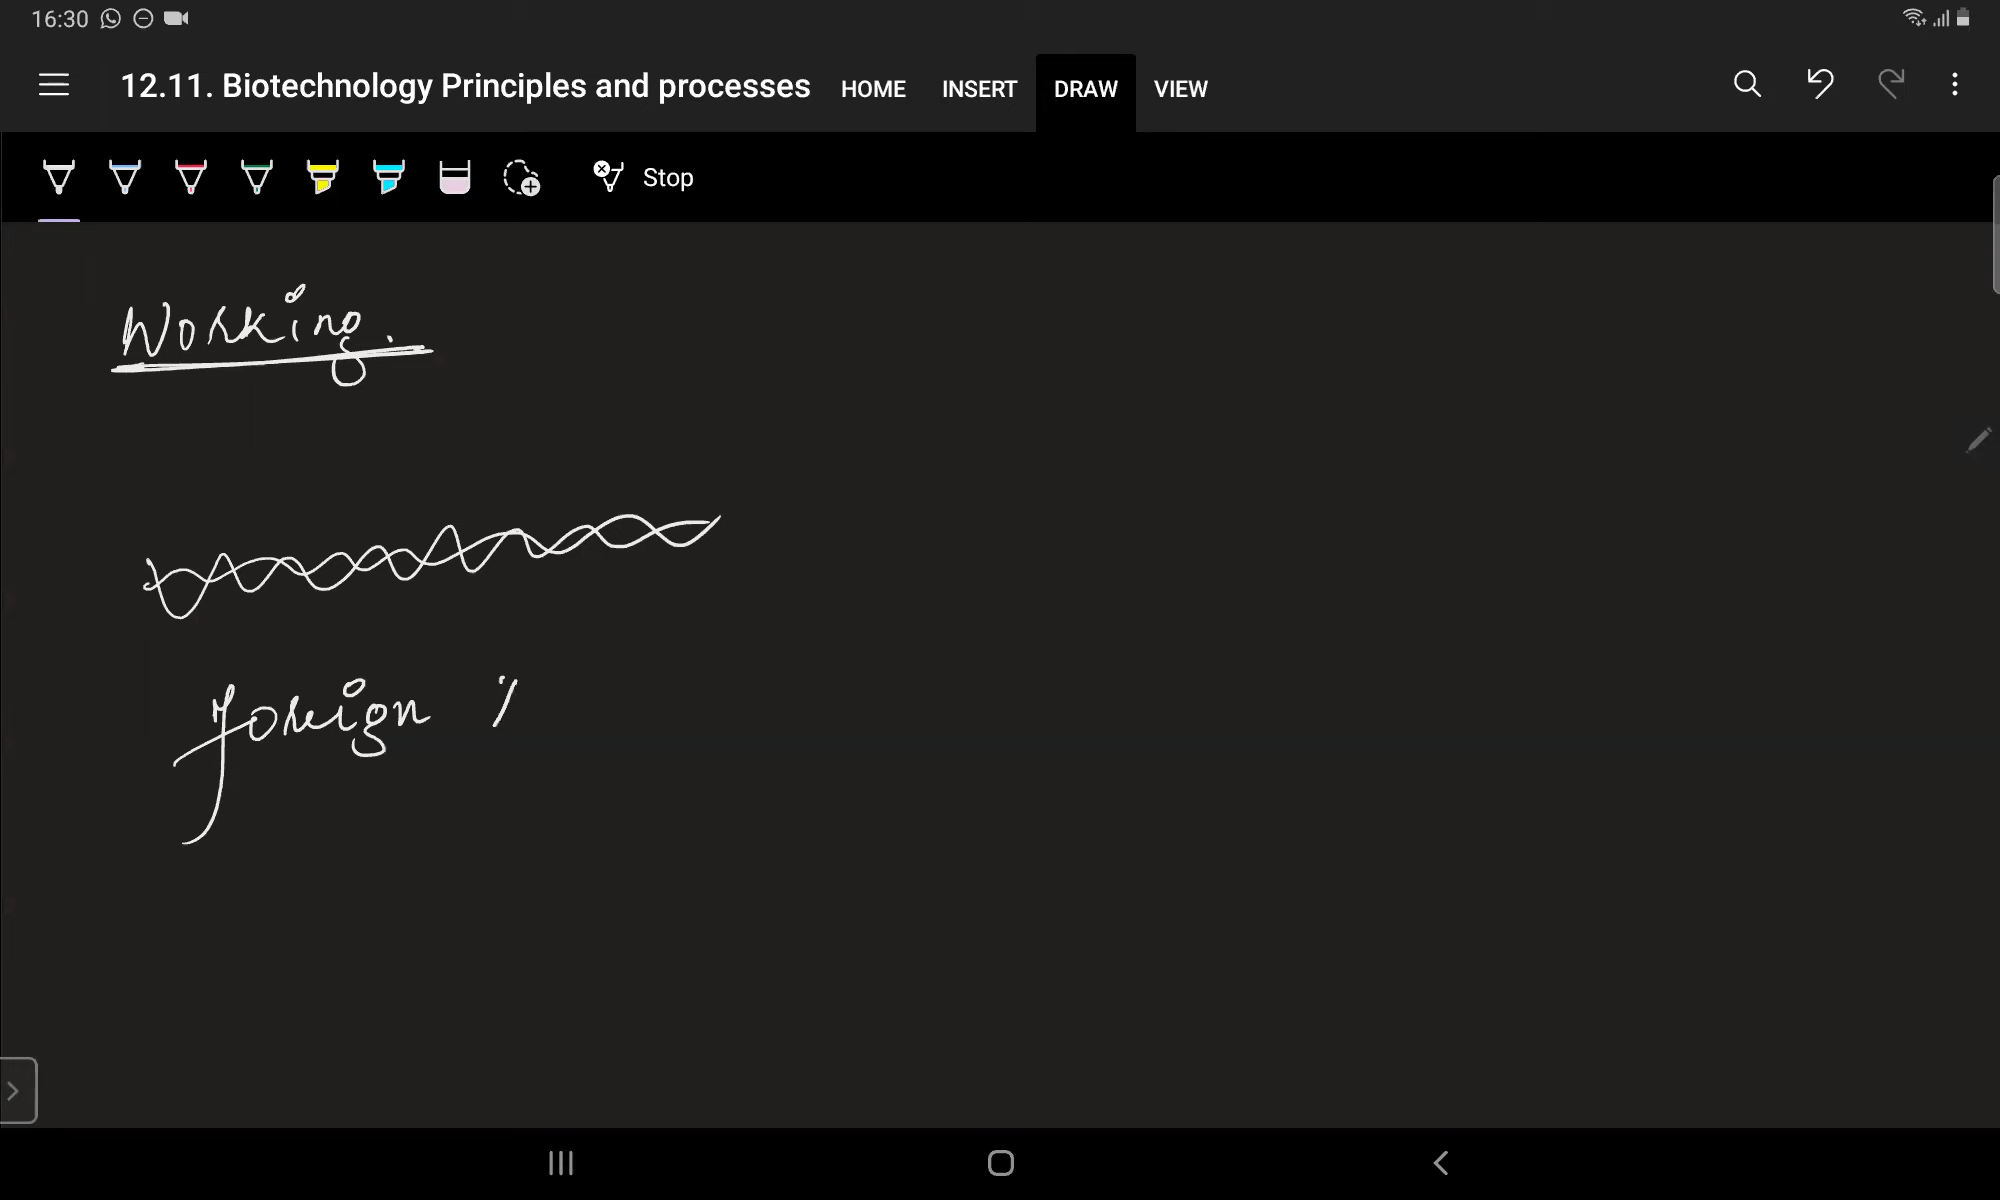 16:30
12.11. Biotechnology Principles and processes HOME INSERT DRAW VIEW
Stop
Working.
foreign